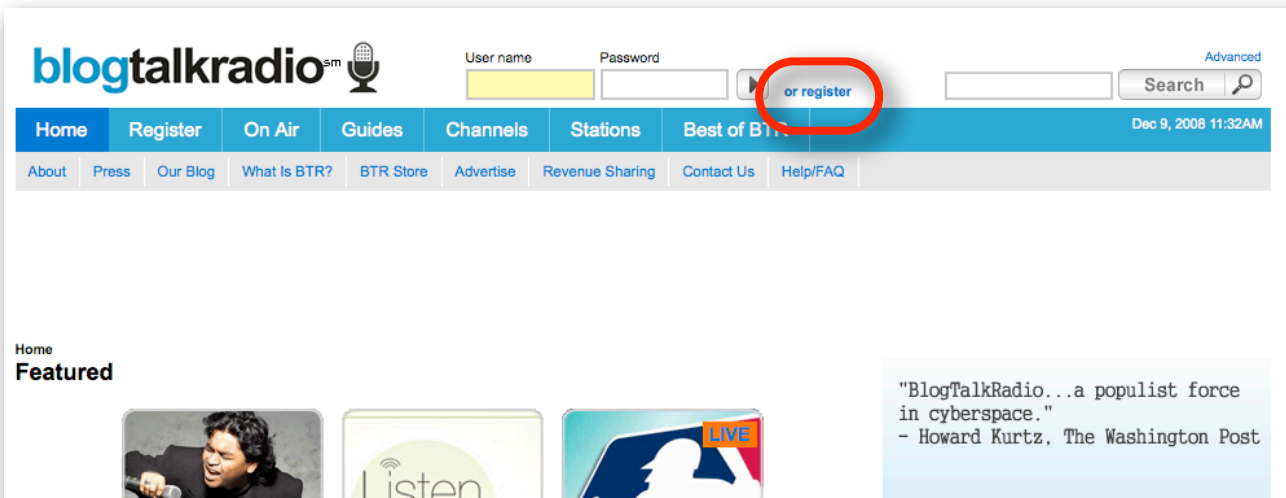 blogtalkradio℠
User name Password
or register
Advanced
Search
Home Register On Air Guides Channels Stations Best of BTR
Dec 9, 2008 11:32AM
About Press Our Blog What Is BTR? BTR Store Advertise Revenue Sharing Contact Us Help/FAQ
Home
Featured
LIVE
Listen
"BlogTalkRadio...a populist force
in cyberspace."
- Howard Kurtz, The Washington Post